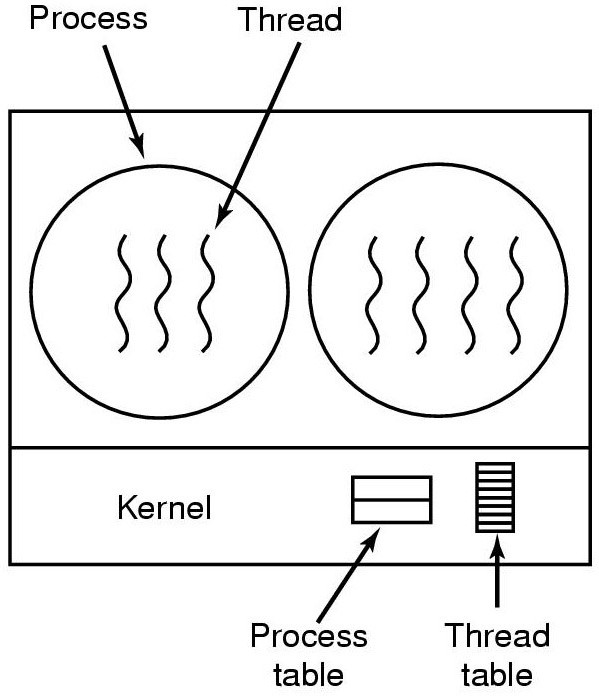 Process
Thread
Kernel
Process
table
Thread
table